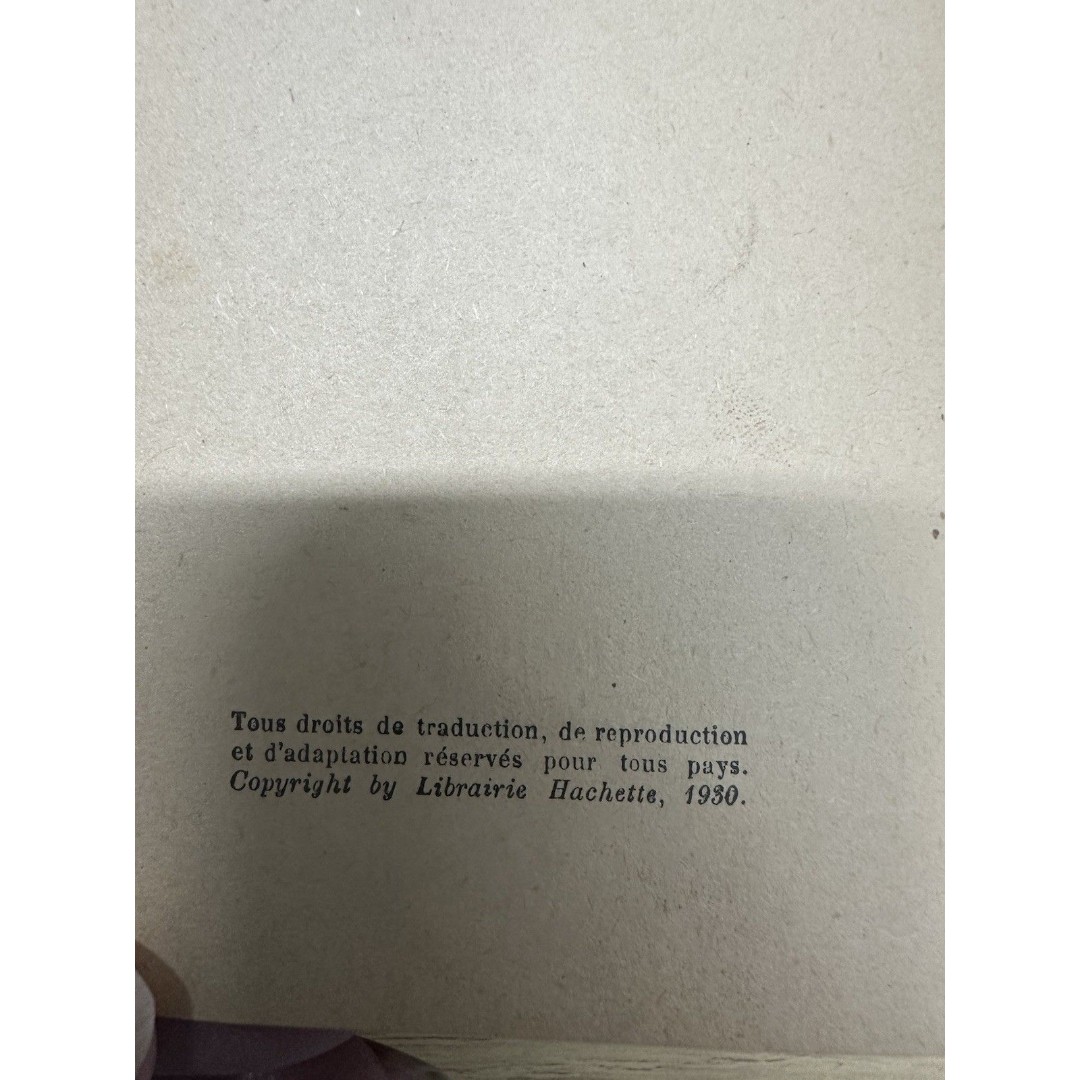 Tous droits de traduction, de reproduction
et d'adaptation réservés pour tous pays.
Copyright by Librairie Hachette, 1930.